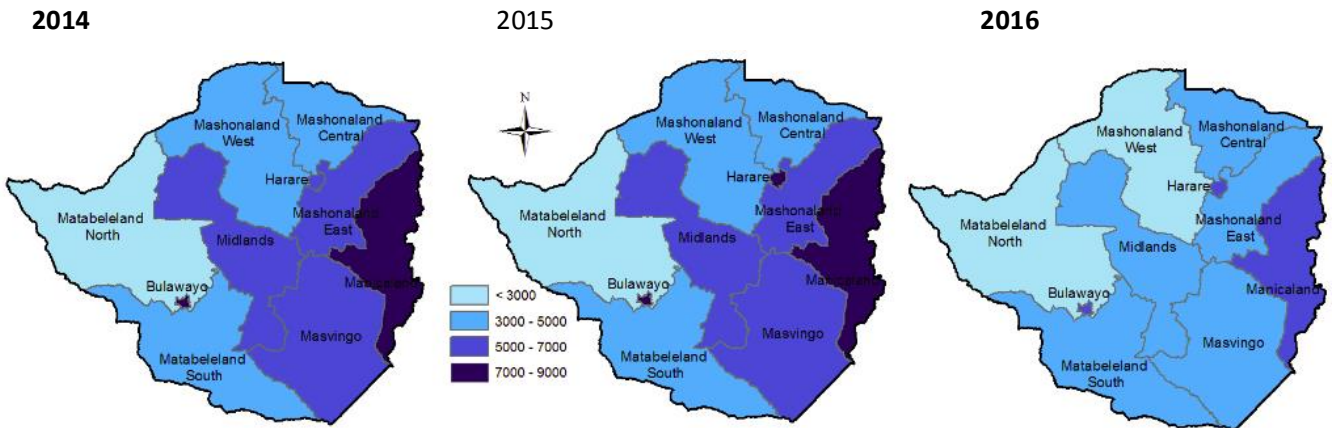 2014
2015
2016
N
Mashonaland
West
Mashonaland
Central
Harare
Matabeleland
North
Mashonaland
East
Midlands
Bulawayo
Manicaland
Masvingo
Matabeleland
South
Mashonaland
West
Mashonaland
Central
Harare
Matabeleland
North
Mashonaland
East
Midlands
Bulawayo
Manicaland
Masvingo
Matabeleland
South
< 3000
3000 - 5000
5000 - 7000
7000 - 9000
Mashonaland
West
Mashonaland
Central
Harare
Matabeleland
North
Mashonaland
East
Midlands
Bulawayo
Manicaland
Masvingo
Matabeleland
South